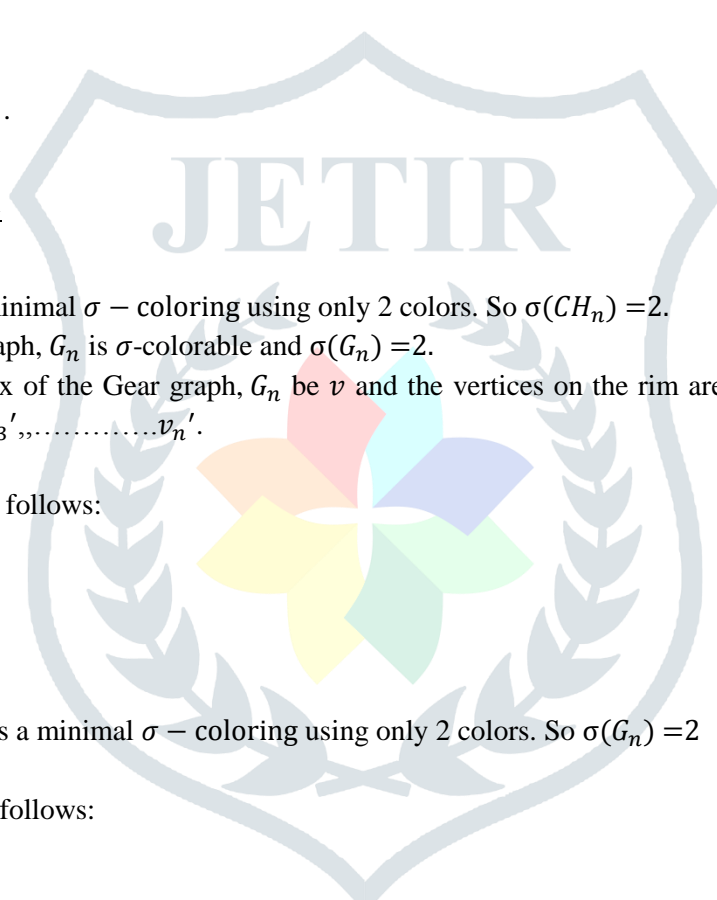 .
JETIR
inimal σ − coloring using only 2 colors. So σ(CHₙ) =2.
aph, Gₙ is σ-colorable and σ(Gₙ) =2.
x of the Gear graph, Gₙ be v and the vertices on the rim are
₃′,,………….vₙ′.
follows:
s a minimal σ − coloring using only 2 colors. So σ(Gₙ) =2
follows: